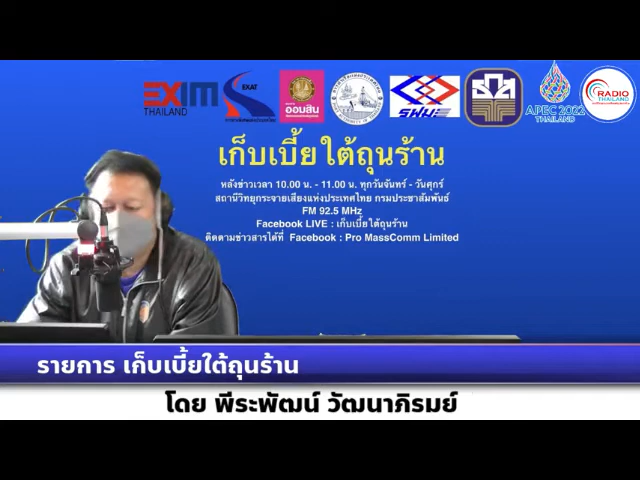 EXIM
THAILAND
EXAT
ออมสิน
รฟม
APEC 2022
THAILAND
RADIO
THAILAND
เก็บเบี้ยใต้ถุนร้าน
หลังข่าวเวลา 10.00 น. - 11.00 น. ทุกวันจันทร์ - วันศุกร์
สถานีวิทยุกระจายเสียงแห่งประเทศไทย กรมประชาสัมพันธ์
FM 92.5 MHz
Facebook LIVE : เก็บเบี้ยใต้ถุนร้าน
ติดตามข่าวสารได้ที่ Facebook : Pro MassComm Limited
รายการ เก็บเบี้ยใต้ถุนร้าน
โดย พีระพัฒน์ วัฒนาภิรมย์